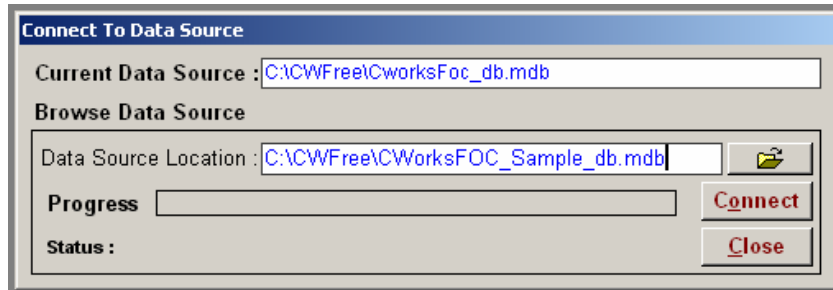 Connect To Data Source
Current Data Source : C:\CWFree\CworksFoc_db.mdb
Browse Data Source
Data Source Location : C:\CWFree\CWorksFOC_Sample_db.mdb
Progress Connect
Status : Close